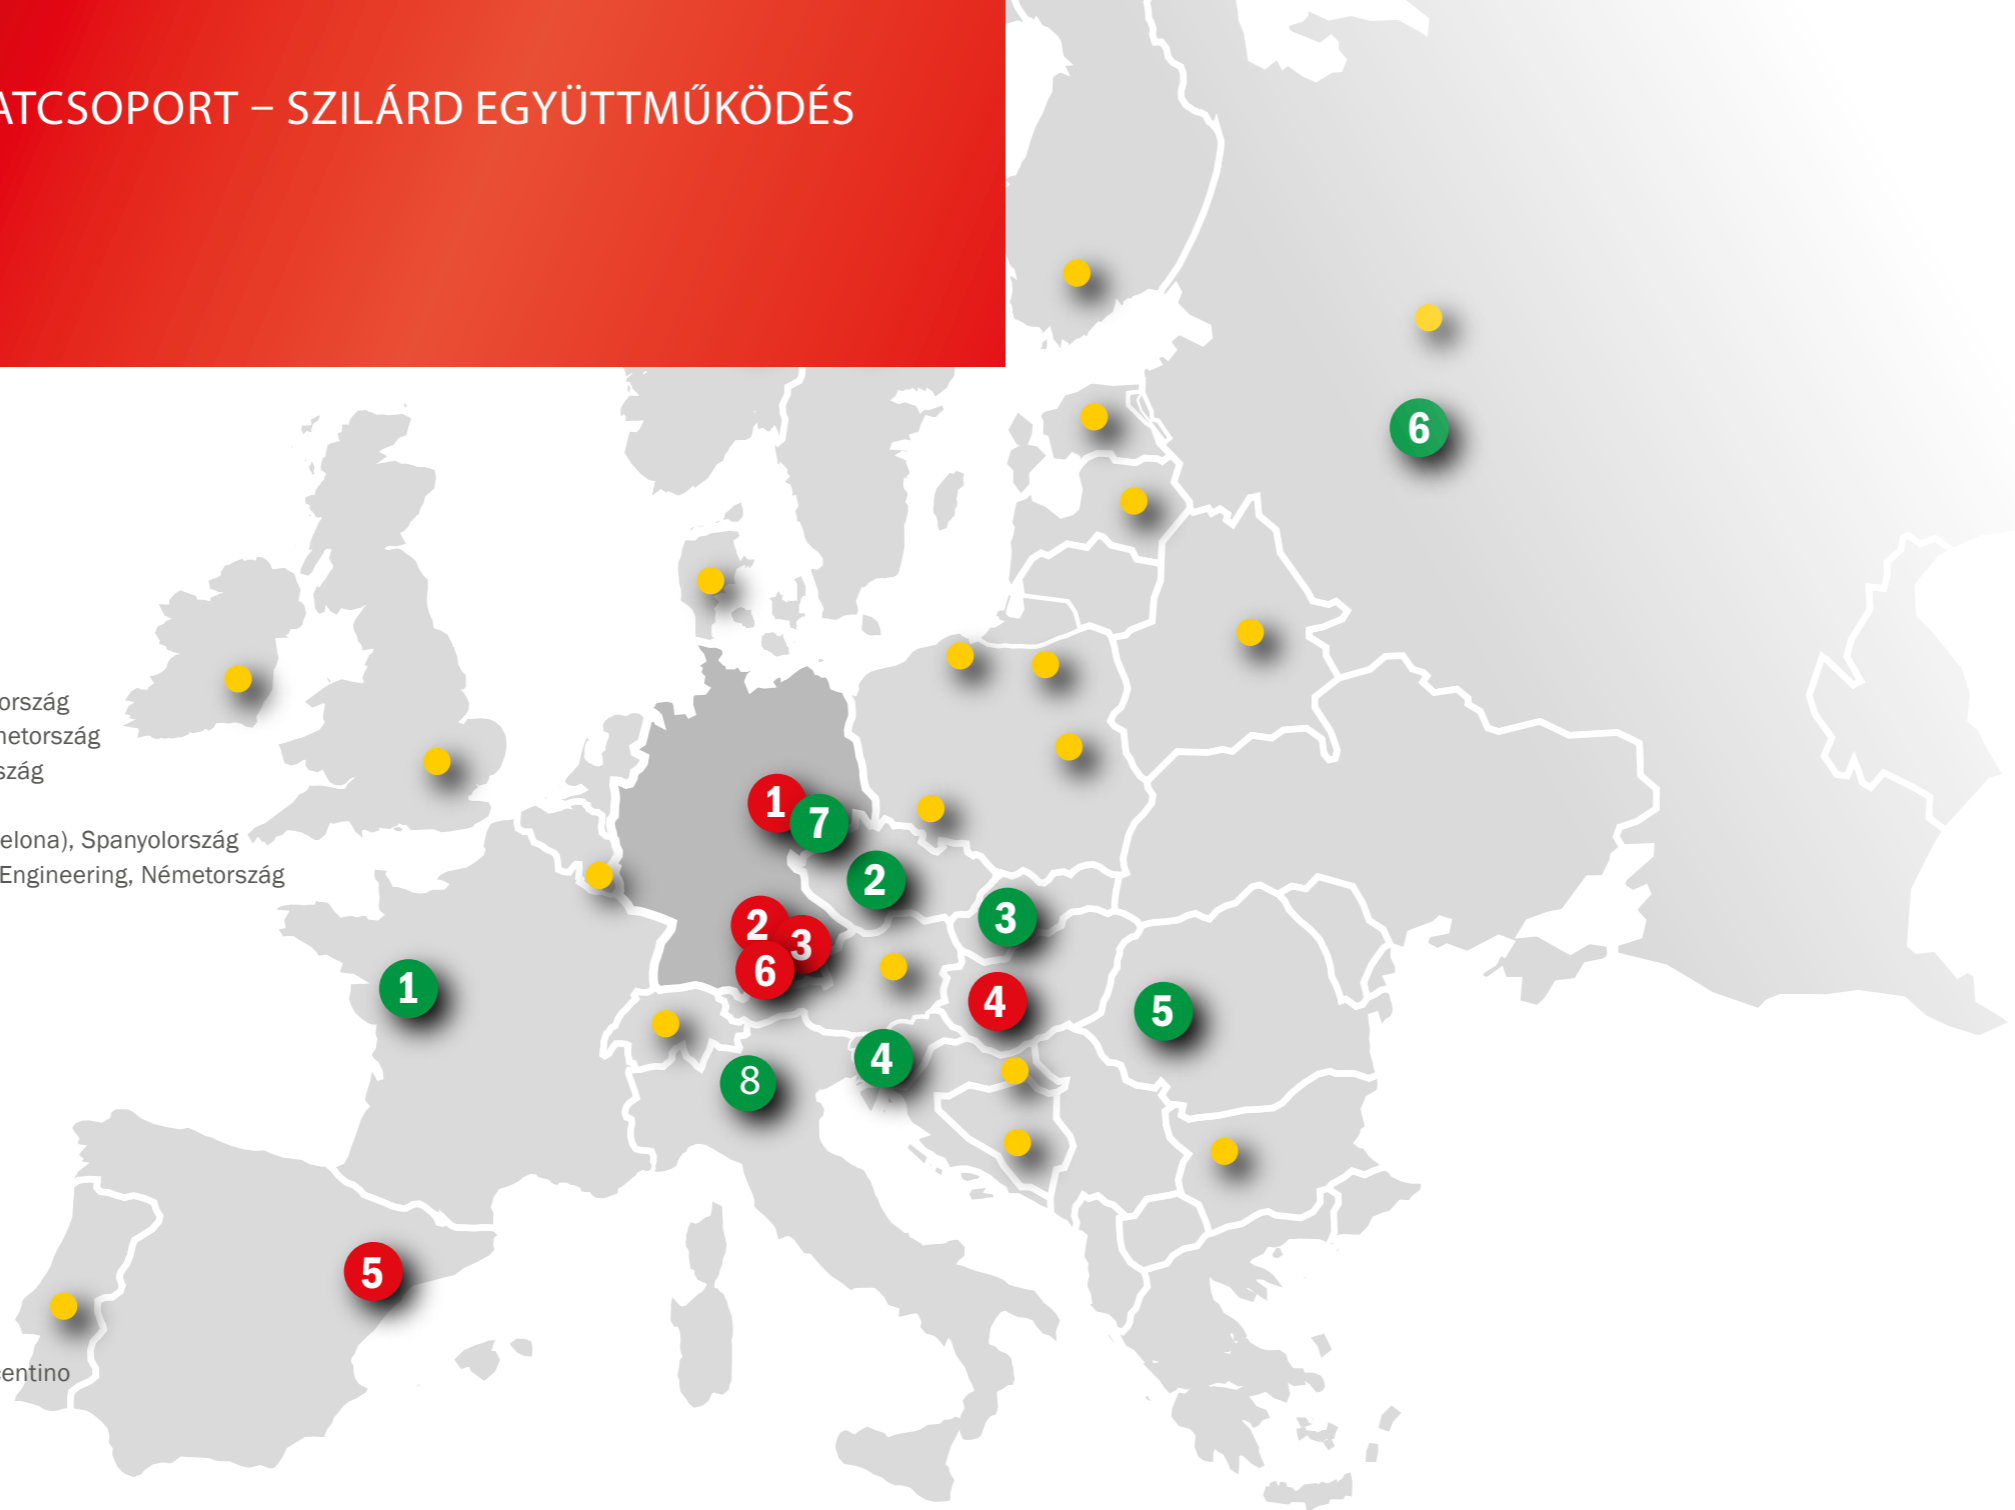 ATCSOPORT – SZILÁRD EGYÜTTMŰKÖDÉS
6
ország
netország
szág
elona), Spanyolország
Engineering, Németország
1
7
2
3
2
3
6
4
1
5
4
8
5
entino